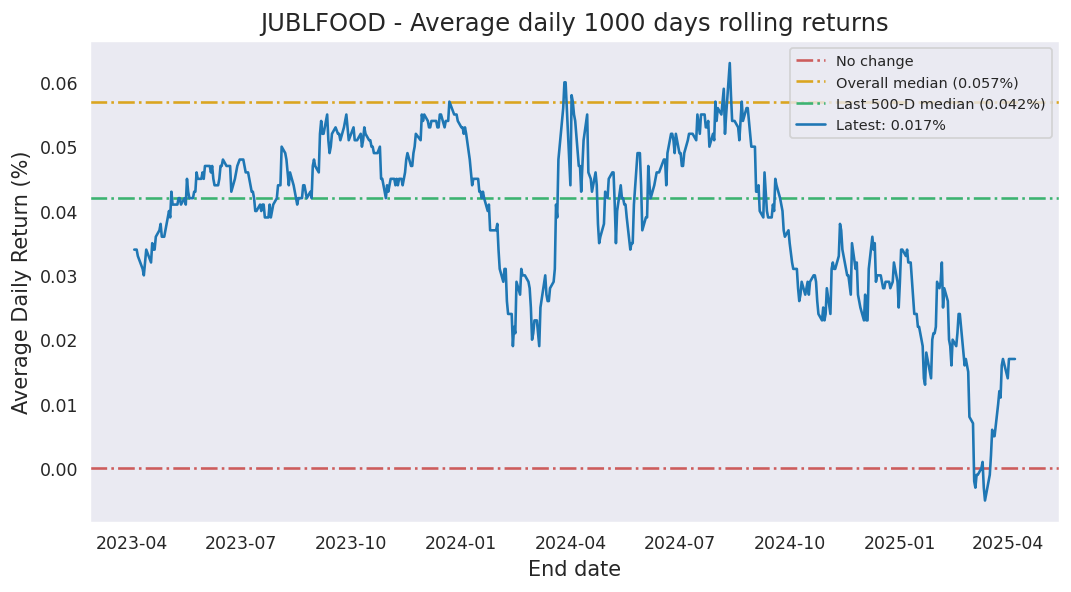 JUBLFOOD - Average daily 1000 days rolling returns
No change
Overall median (0.057%)
Last 500-D median (0.042%)
Latest: 0.017%
Average Daily Return (%)
0.06
0.05
0.04
0.03
0.02
0.01
0.00
2023-04 2023-07 2023-10 2024-01 2024-04 2024-07 2024-10 2025-01 2025-04
End date